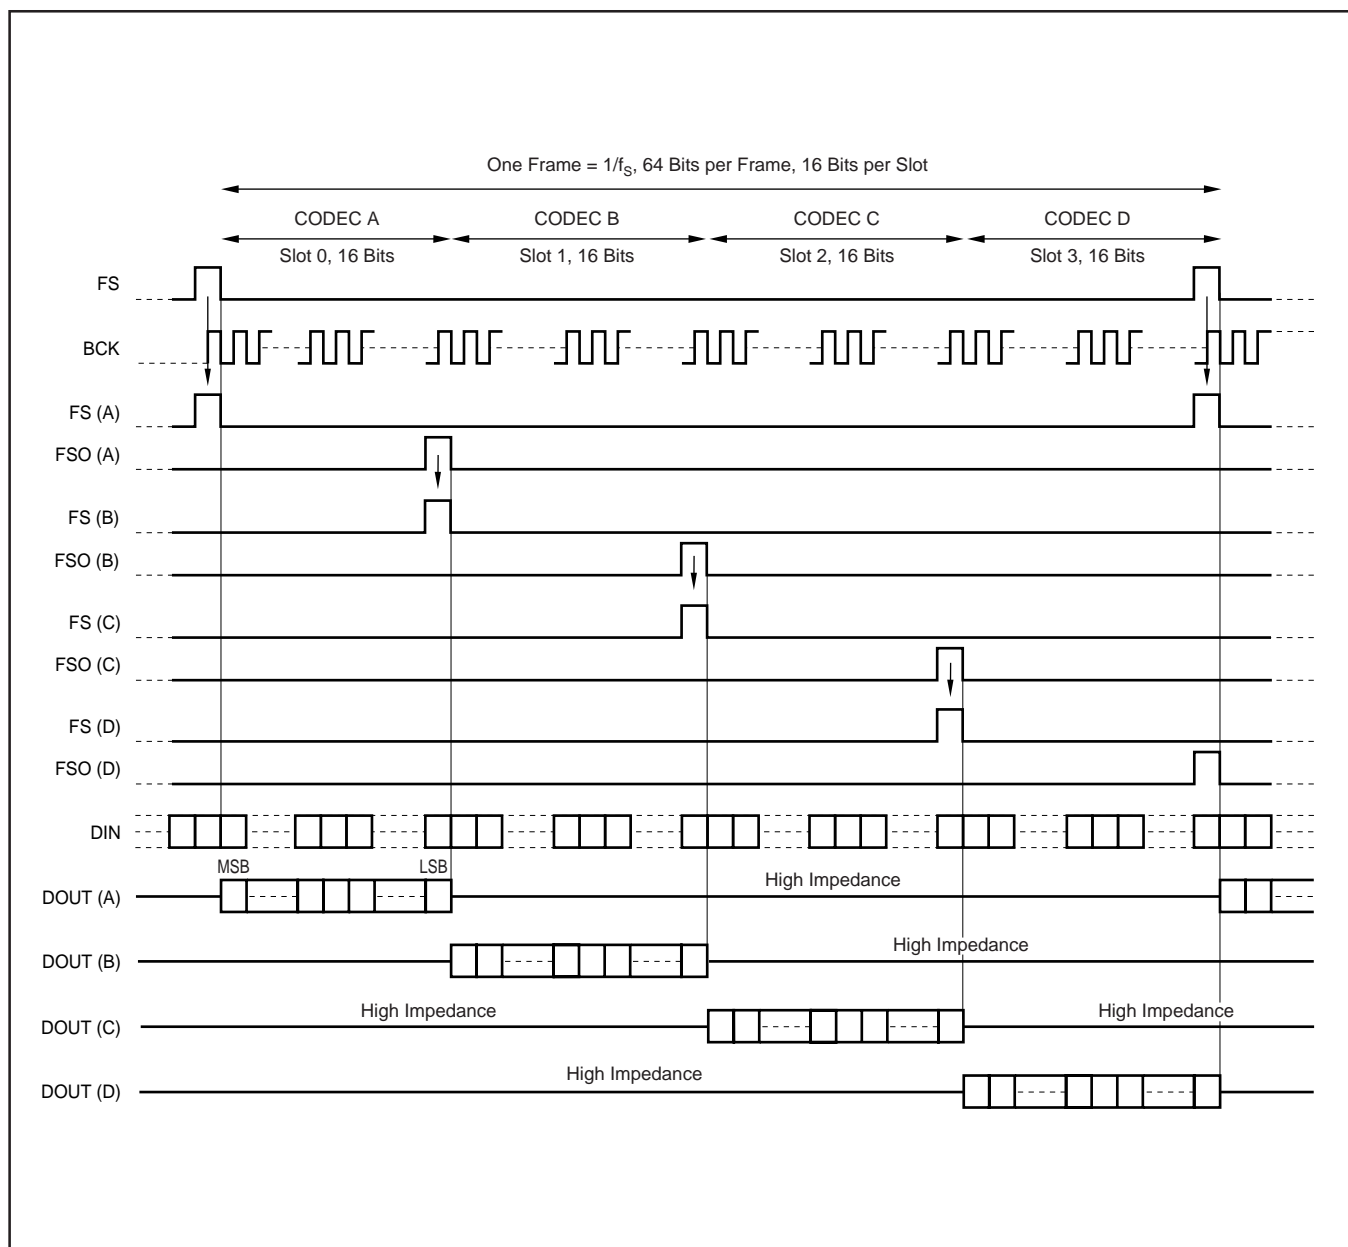 One Frame = 1/fS, 64 Bits per Frame, 16 Bits per Slot
CODEC A CODEC B CODEC C CODEC D
Slot 0, 16 Bits Slot 1, 16 Bits Slot 2, 16 Bits Slot 3, 16 Bits
FS
BCK
FS (A)
FSO (A)
FS (B)
FSO (B)
FS (C)
FSO (C)
FS (D)
FSO (D)
DIN
MSB LSB
High Impedance
DOUT (A)
High Impedance
DOUT (B)
High Impedance High Impedance
DOUT (C)
High Impedance
DOUT (D)